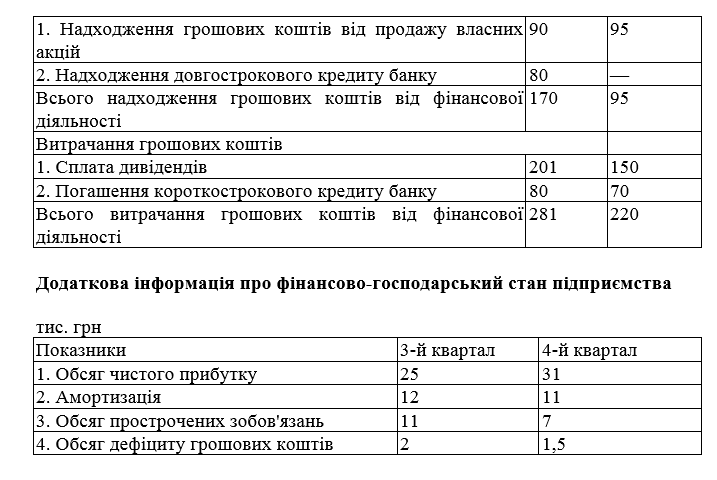 1. Надходження грошових коштів від продажу власних 90 95
акцій
2. Надходження довгострокового кредиту банку 80 —
Всього надходження грошових коштів від фінансової 170 95
діяльності
Витрачання грошових коштів
1. Сплата дивідендів 201 150
2. Погашення короткострокового кредиту банку 80 70
Всього витрачання грошових коштів від фінансової 281 220
діяльності
Додаткова інформація про фінансово-господарський стан підприємства
тис. грн
Показники 3-й квартал 4-й квартал
1. Обсяг чистого прибутку 25 31
2. Амортизація 12 11
3. Обсяг прострочених зобов'язань 11 7
4. Обсяг дефіциту грошових коштів 2 1,5